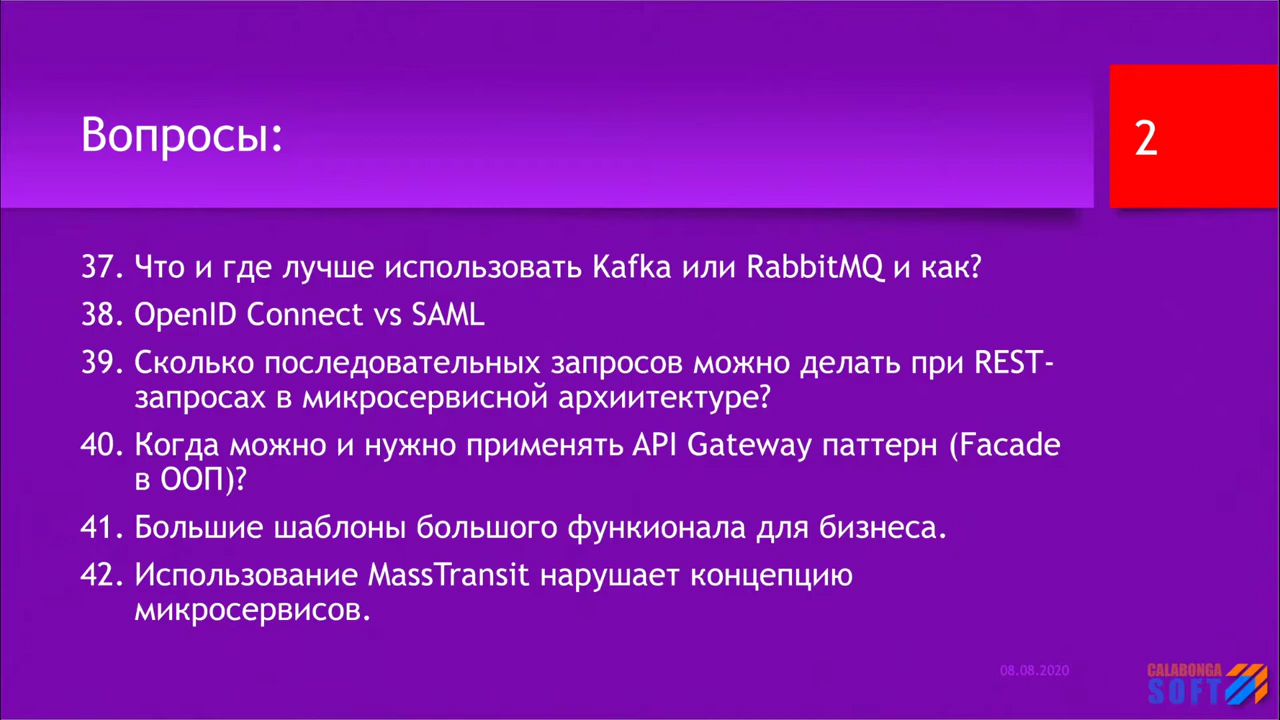 Вопросы:
2
37. Что и где лучше использовать Kafka или RabbitMQ и как?
38. OpenID Connect vs SAML
39. Сколько последовательных запросов можно делать при REST-
запросах в микросервисной архиитектуре?
40. Когда можно и нужно применять API Gateway паттерн (Facade
в ООП)?
41. Большие шаблоны большого функионала для бизнеса.
42. Использование MassTransit нарушает концепцию
микросервисов.
08.08.2020
CALABONGA
SOFT